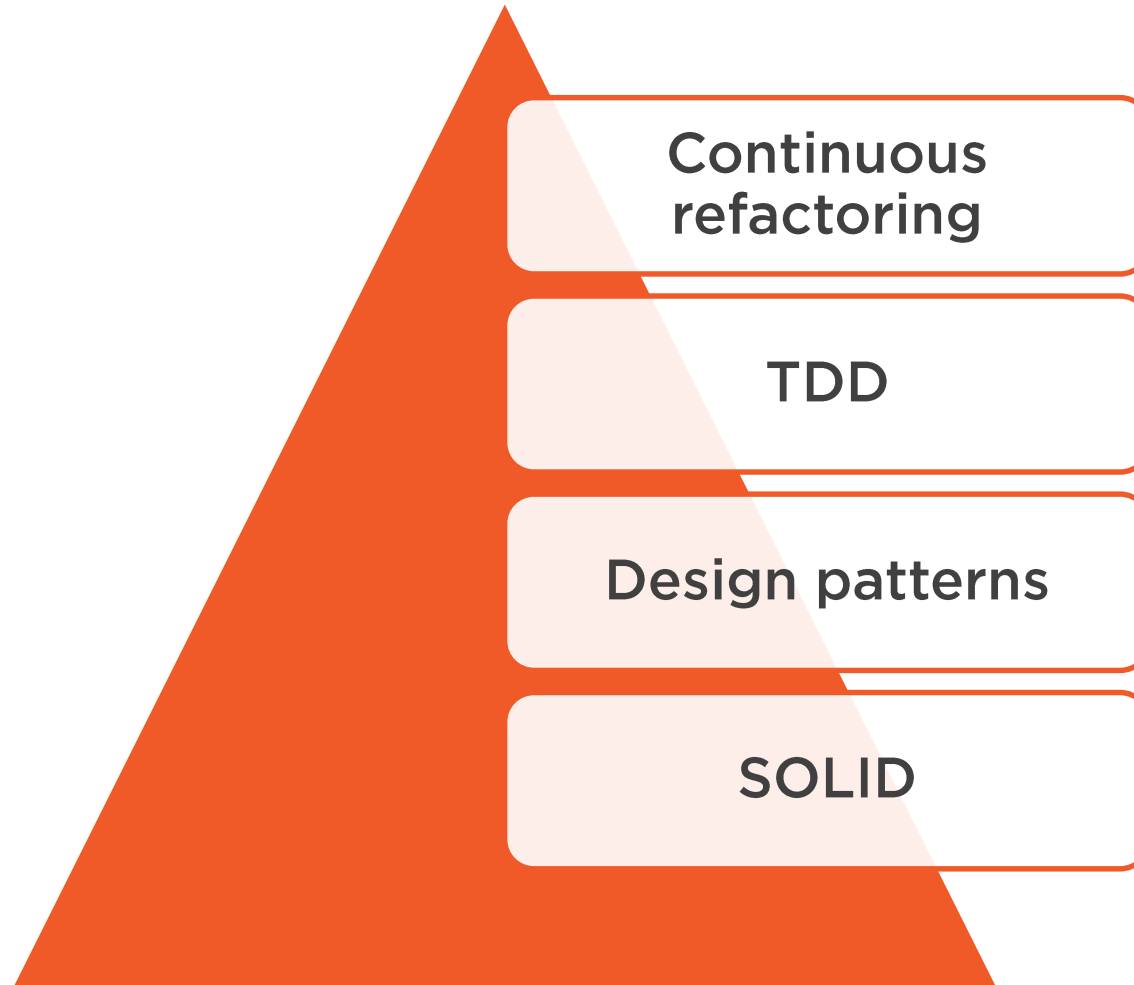 Continuous
refactoring
TDD
Design patterns
SOLID